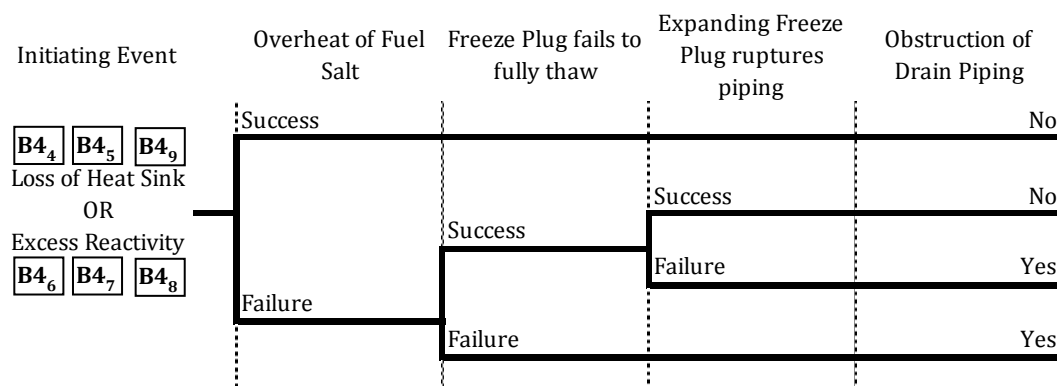 Initiating Event
Overheat of Fuel
Salt
Freeze Plug fails to
fully thaw
Expanding Freeze
Plug ruptures
piping
Obstruction of
Drain Piping
Success
No
B4₄ B4₅ B4₉
Loss of Heat Sink
OR
Excess Reactivity
B4₆ B4₇ B4₈
Success
No
Success
Failure
Yes
Failure
Failure
Yes